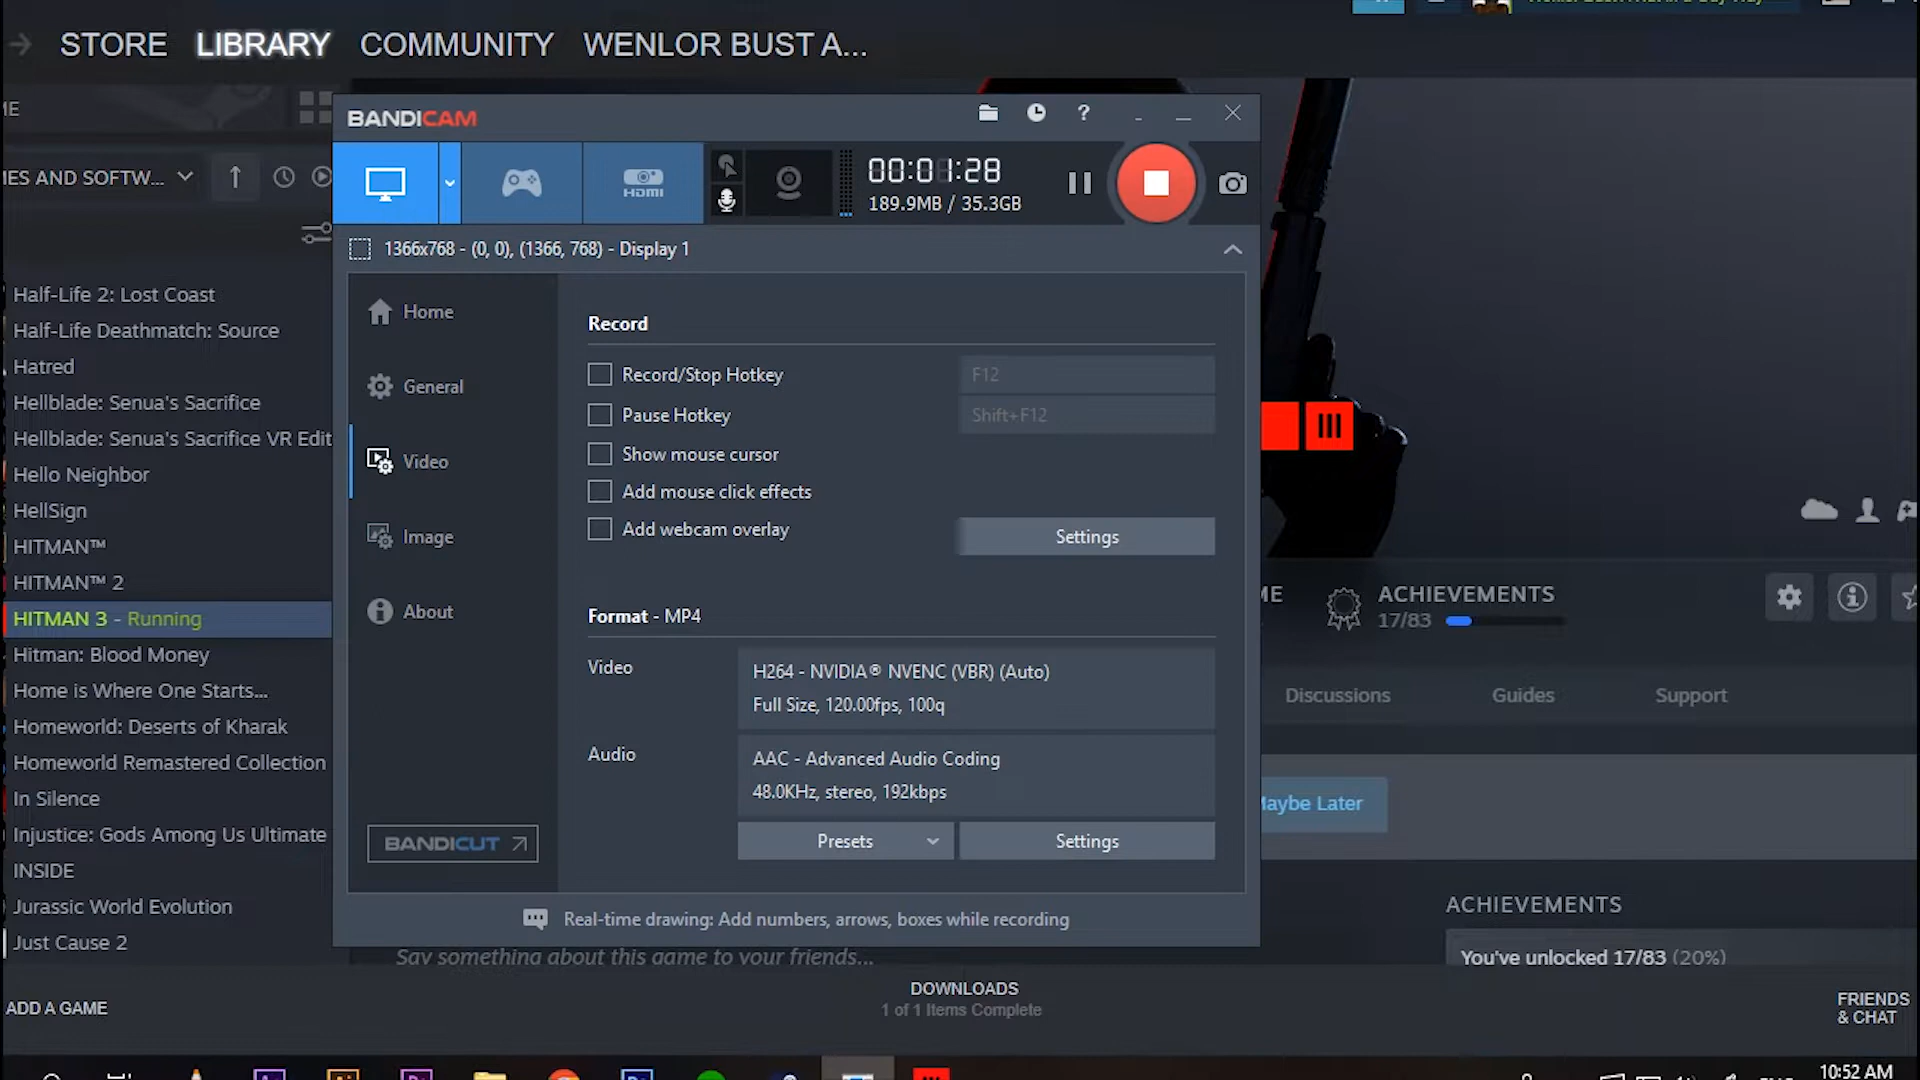 STORE LIBRARY COMMUNITY WENLOR BUST A...
ME
BANDICAM
?
MES AND SOFTW...
HDMI
00:01:28
189.9MB / 35.3GB
1366x768 - (0, 0), (1366, 768) - Display 1
Half-Life 2: Lost Coast
Half-Life Deathmatch: Source
Hatred
Hellblade: Senua's Sacrifice
Hellblade: Senua's Sacrifice VR Edit
Hello Neighbor
HellSign
HITMAN™
HITMAN™ 2
HITMAN 3 - Running
Hitman: Blood Money
Home is Where One Starts...
Homeworld: Deserts of Kharak
Homeworld Remastered Collection
In Silence
Injustice: Gods Among Us Ultimate
INSIDE
Jurassic World Evolution
Just Cause 2
Home
General
Video
Image
About
BANDICUT
Record
Record/Stop Hotkey F12
Pause Hotkey Shift+F12
Show mouse cursor
Add mouse click effects
Add webcam overlay
Settings
Format - MP4
Video
H264 - NVIDIA® NVENC (VBR) (Auto)
Full Size, 120.00fps, 100q
Audio
AAC - Advanced Audio Coding
48.0KHz, stereo, 192kbps
Presets Settings
Real-time drawing: Add numbers, arrows, boxes while recording
III
ME
ACHIEVEMENTS
17/83
Discussions Guides Support
Maybe Later
ACHIEVEMENTS
You've unlocked 17/83 (20%)
Say something about this game to your friends...
ADD A GAME
DOWNLOADS
1 of 1 Items Complete
FRIENDS
& CHAT
10:52 AM